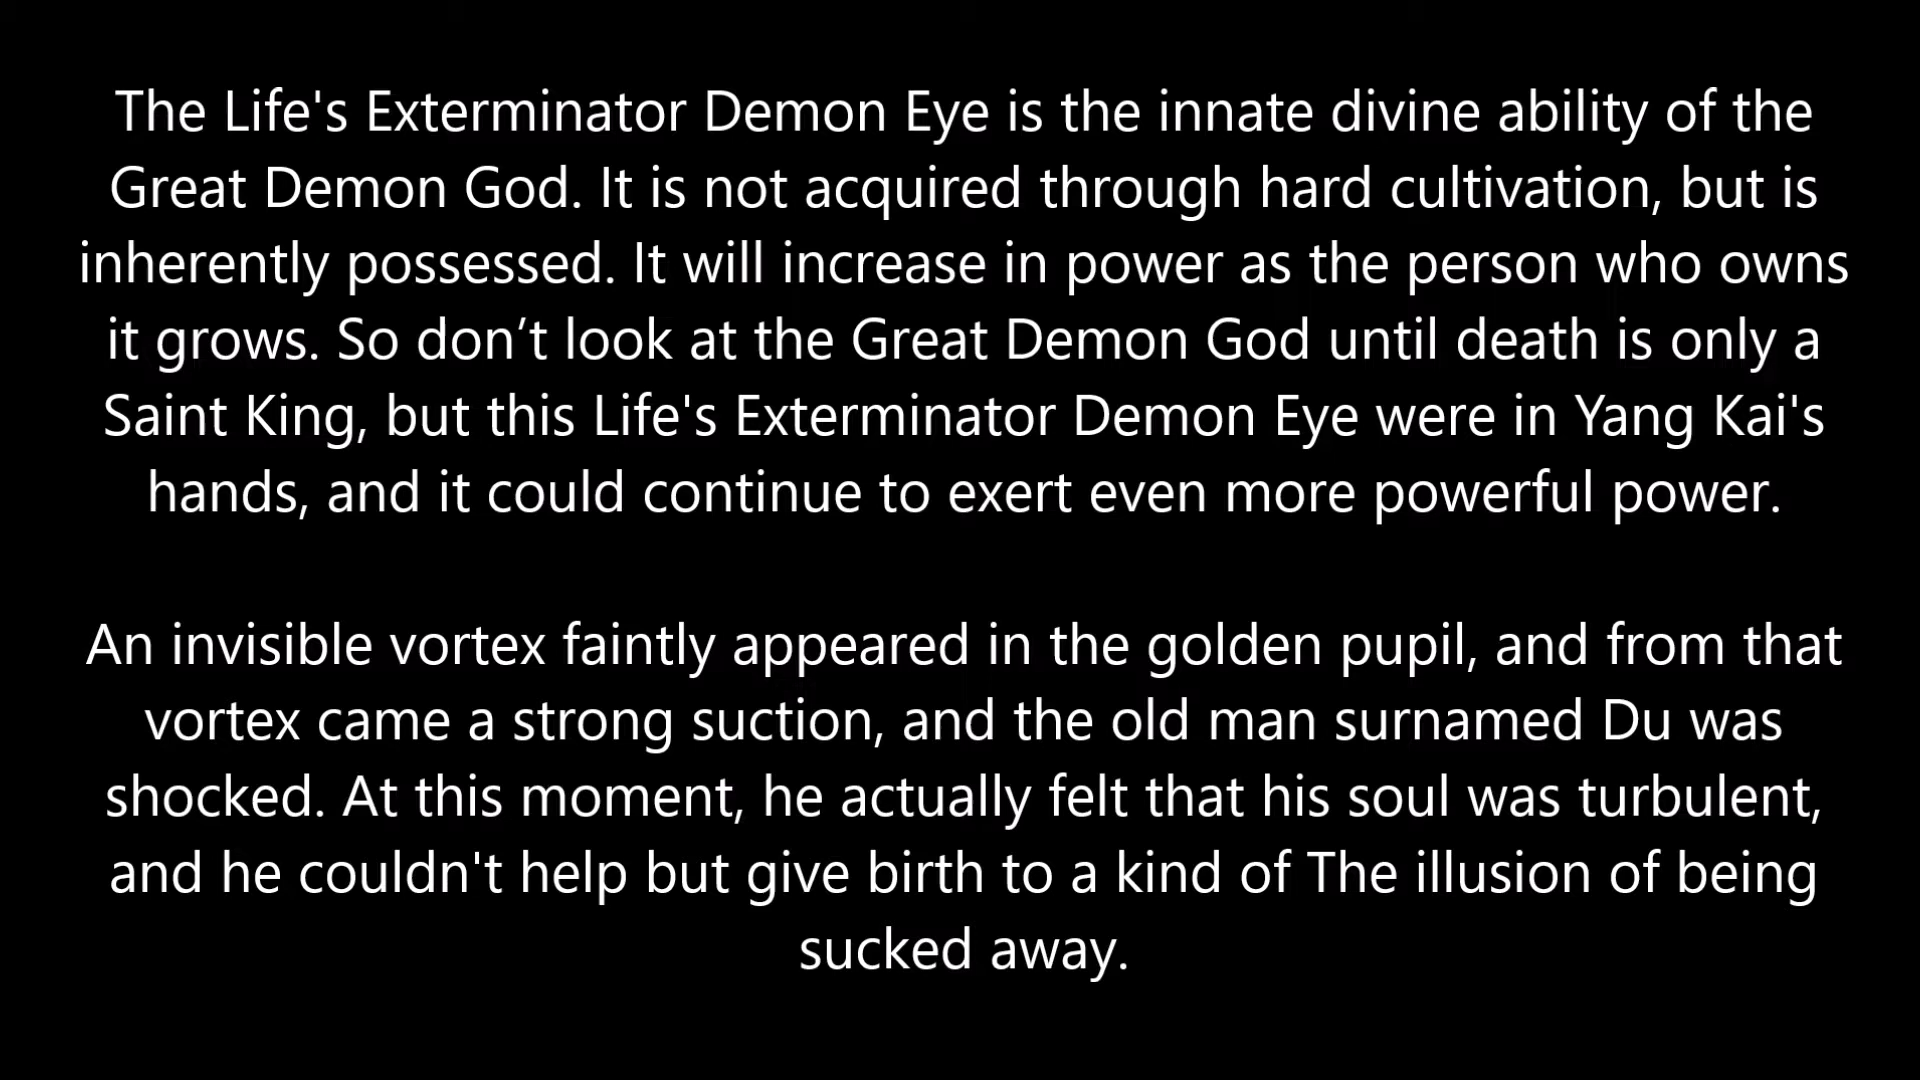 The Life's Exterminator Demon Eye is the innate divine ability of the
Great Demon God. It is not acquired through hard cultivation, but is
inherently possessed. It will increase in power as the person who owns
it grows. So don’t look at the Great Demon God until death is only a
Saint King, but this Life's Exterminator Demon Eye were in Yang Kai's
hands, and it could continue to exert even more powerful power.
An invisible vortex faintly appeared in the golden pupil, and from that
vortex came a strong suction, and the old man surnamed Du was
shocked. At this moment, he actually felt that his soul was turbulent,
and he couldn't help but give birth to a kind of The illusion of being
sucked away.